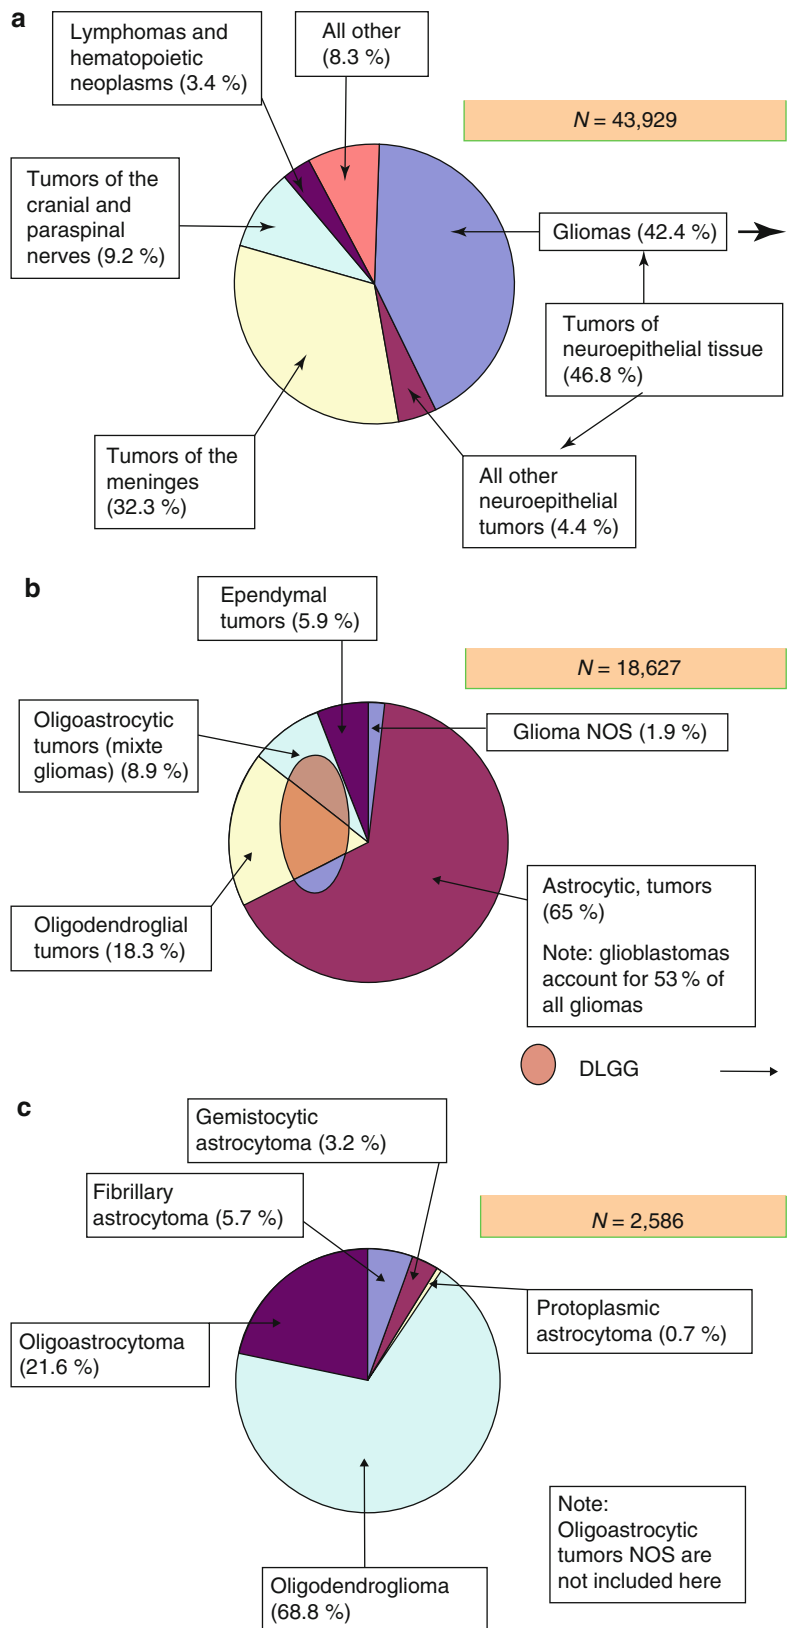 a
Lymphomas and
hematopoietic
neoplasms (3.4 %)
All other
(8.3 %)
N = 43,929
Tumors of the
cranial and
paraspinal
nerves (9.2 %)
Gliomas (42.4 %)
Tumors of
neuroepithelial tissue
(46.8 %)
Tumors of the
meninges
(32.3 %)
All other
neuroepithelial
tumors (4.4 %)
b
Ependymal
tumors (5.9 %)
N = 18,627
Oligoastrocytic
tumors (mixte
gliomas) (8.9 %)
Glioma NOS (1.9 %)
Astrocytic, tumors
(65 %)
Note: glioblastomas
account for 53 % of
all gliomas
Oligodendroglial
tumors (18.3 %)
DLGG
c
Gemistocytic
astrocytoma (3.2 %)
Fibrillary
astrocytoma (5.7 %)
N = 2,586
Protoplasmic
astrocytoma (0.7 %)
Oligoastrocytoma
(21.6 %)
Note:
Oligoastrocytic
tumors NOS are
not included here
Oligodendroglioma
(68.8 %)